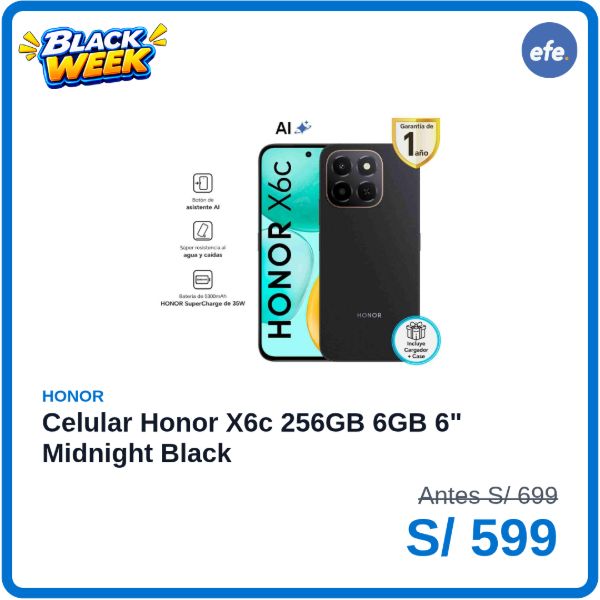 BLACK
WEEK
efe.
AI
Garantía de
1 año
Botón de
asistente AI
Súper resistencia al
agua y caídas
Batería de 5300mAh
HONOR SuperCharge de 35W
HONOR X6c
HONOR
Incluye
Cargador
+ Case
HONOR
Celular Honor X6c 256GB 6GB 6"
Midnight Black
Antes S/ 699
S/ 599